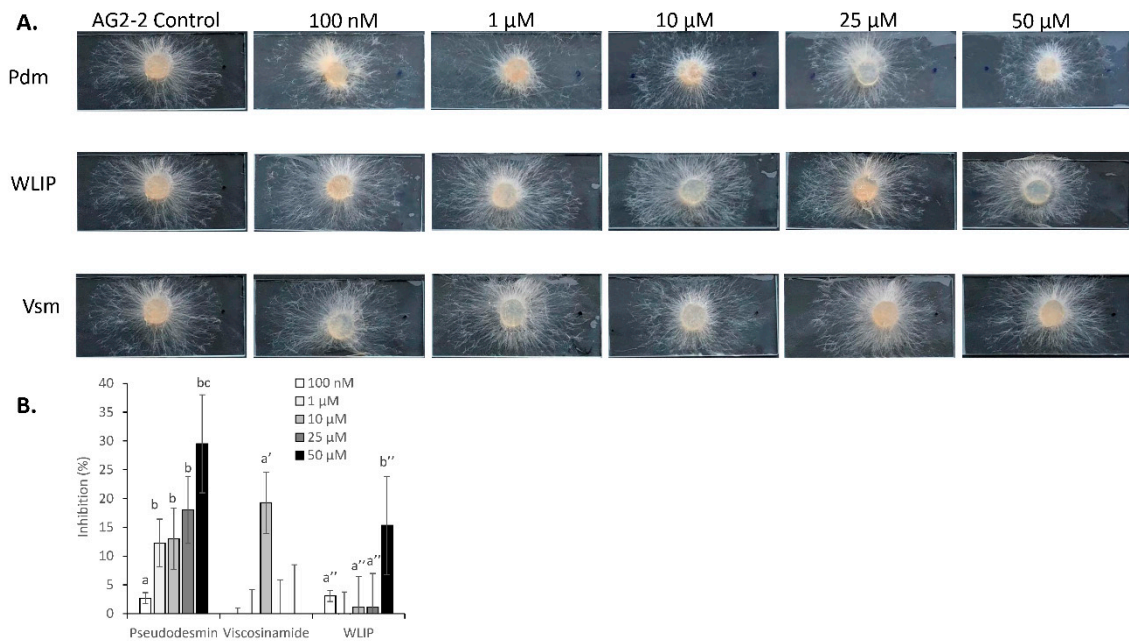 A.
AG2-2 Control 100 nM 1 µM 10 µM 25 µM 50 µM
Pdm
WLIP
Vsm
B.
40
35
30
25
20
15
10
5
0
Inhibition (%)
100 nM
1 µM
10 µM
25 µM
50 µM
a
b
b
b
bc
a'
a''
a''
a''
b''
Pseudodesmin Viscosinamide WLIP